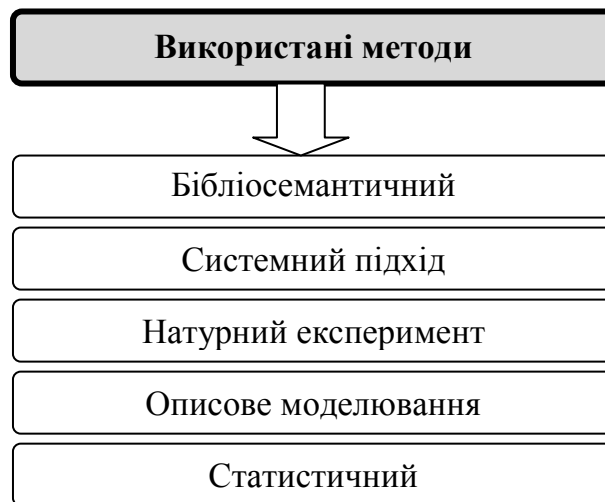 Використані методи
Бібліосемантичний
Системний підхід
Натурний експеримент
Описове моделювання
Статистичний